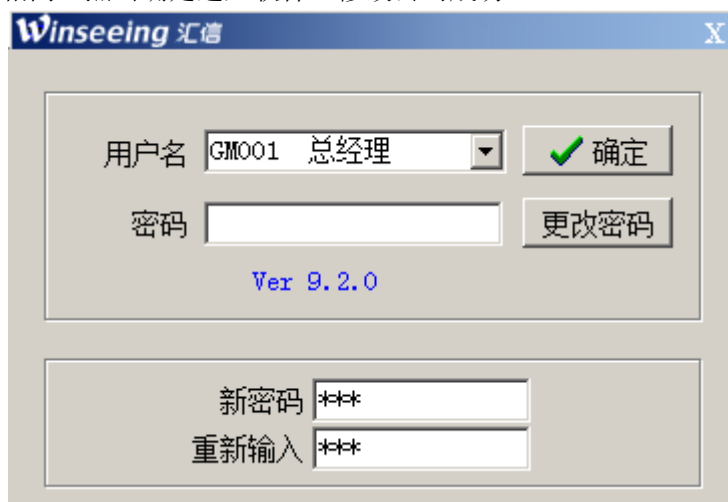 Winseeing 汇信 X
用户名 GM001 总经理 确定
密码 更改密码
Ver 9.2.0
新密码 ***
重新输入 ***